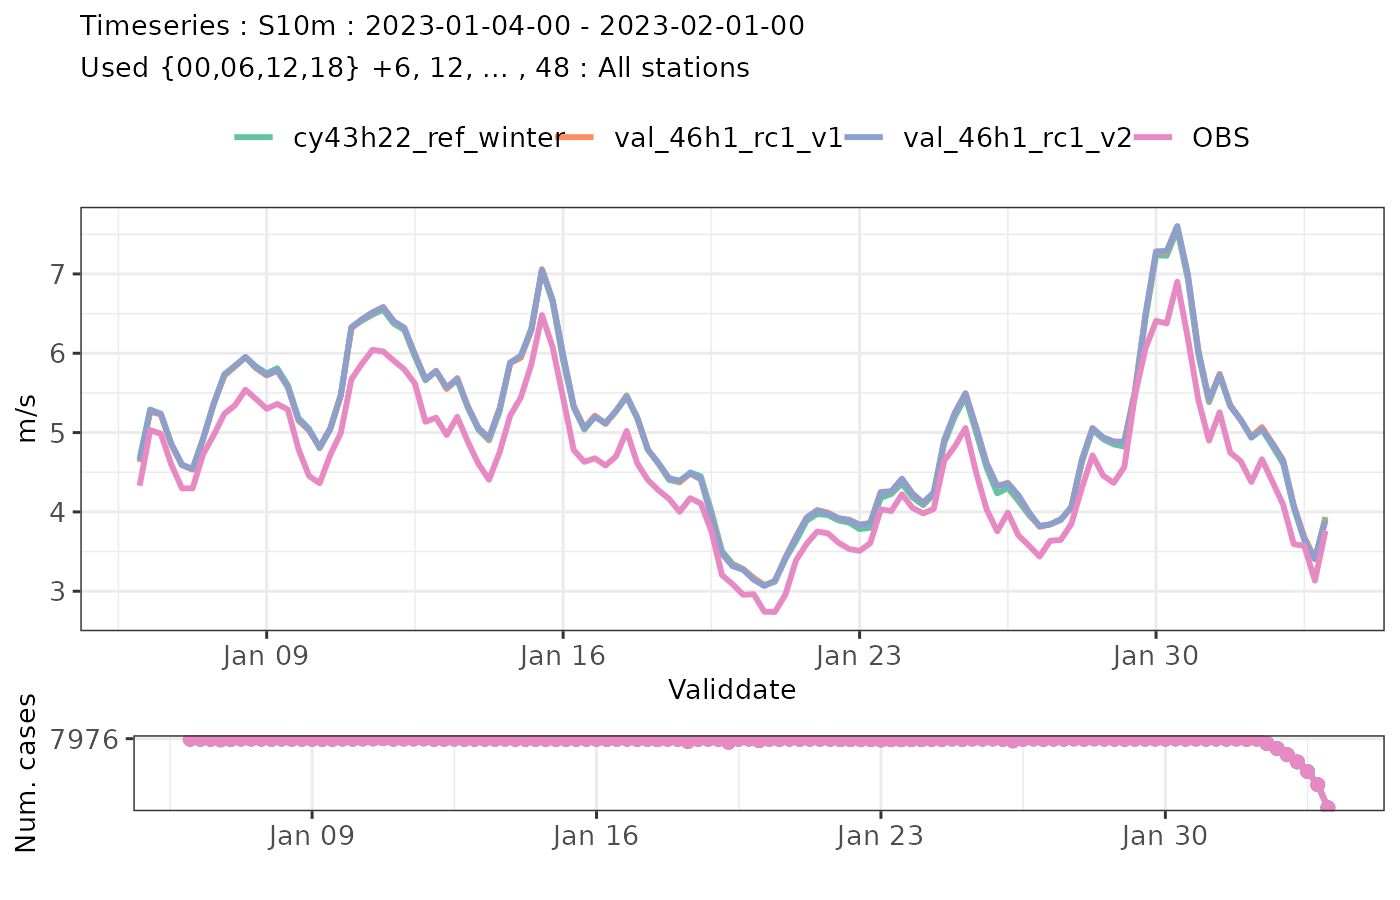 Timeseries : S10m : 2023-01-04-00 - 2023-02-01-00
Used {00,06,12,18} +6, 12, ... , 48 : All stations
cy43h22_ref_winter val_46h1_rc1_v1 val_46h1_rc1_v2 OBS
m/s
7
6
5
4
3
Jan 09 Jan 16 Jan 23 Jan 30
Validdate
Num. cases
7976
Jan 09 Jan 16 Jan 23 Jan 30